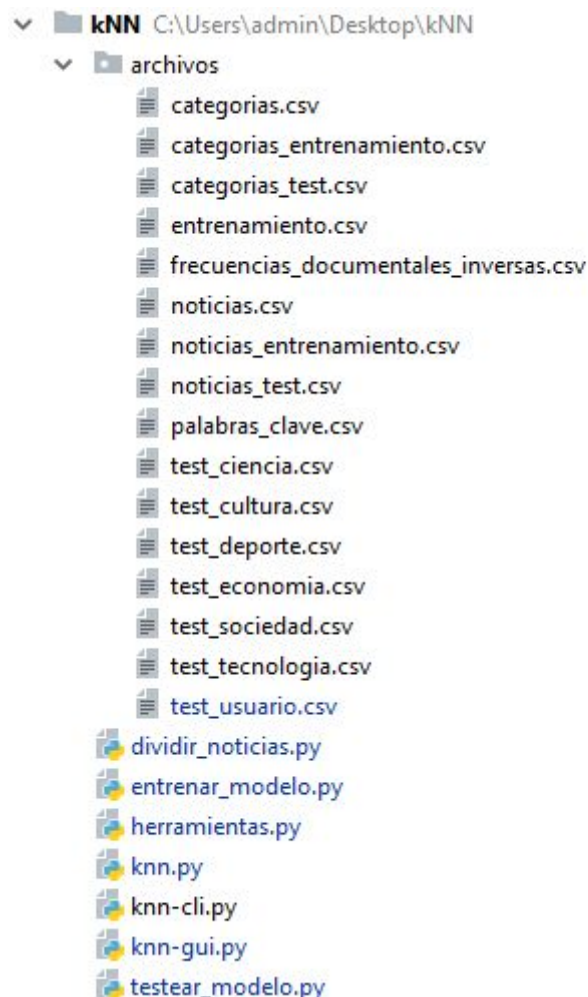 kNN C:\Users\admin\Desktop\kNN
archivos
categorias.csv
categorias_entrenamiento.csv
categorias_test.csv
entrenamiento.csv
frecuencias_documentales_inversas.csv
noticias.csv
noticias_entrenamiento.csv
noticias_test.csv
palabras_clave.csv
test_ciencia.csv
test_cultura.csv
test_deporte.csv
test_economia.csv
test_sociedad.csv
test_tecnologia.csv
test_usuario.csv
dividir_noticias.py
entrenar_modelo.py
herramientas.py
knn.py
knn-cli.py
knn-gui.py
testear_modelo.py